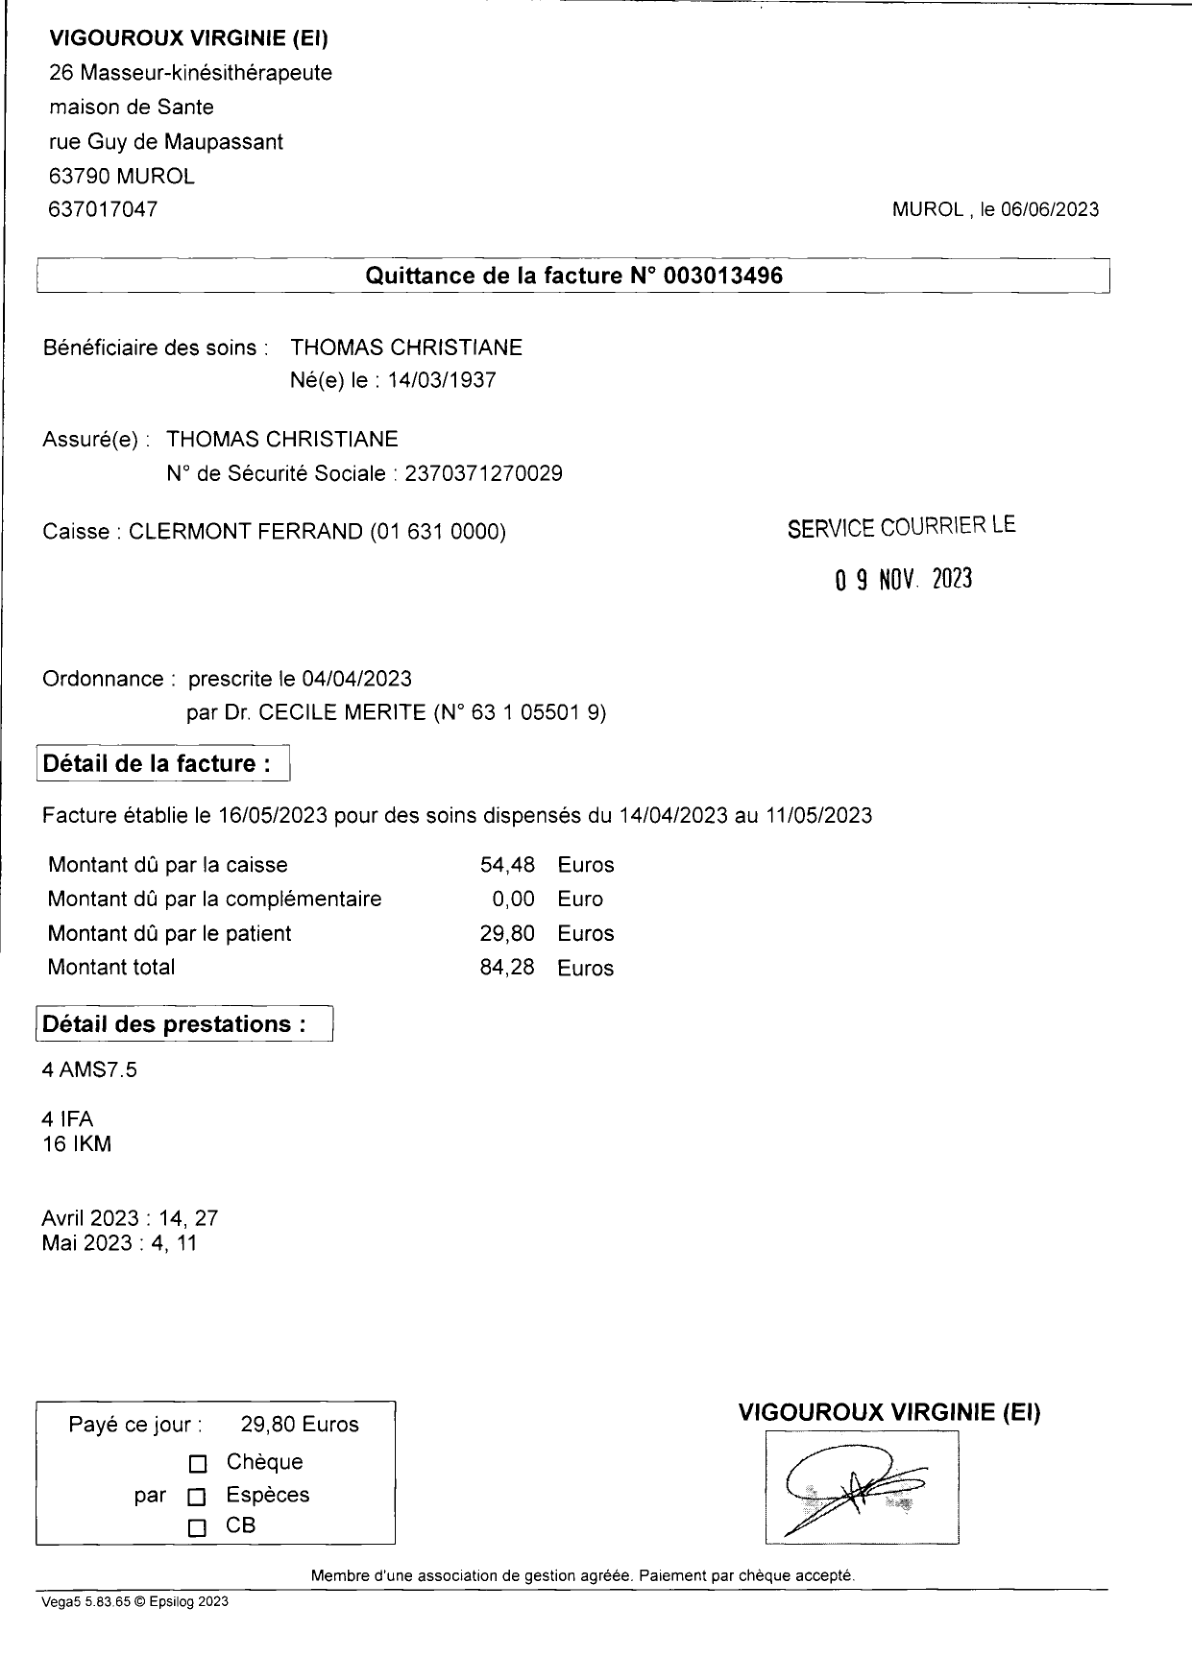 VIGOUROUX VIRGINIE (EI)
26 Masseur-kinésithérapeute
maison de Sante
rue Guy de Maupassant
63790 MUROL
637017047
MUROL , le 06/06/2023
Quittance de la facture N° 003013496
Bénéficiaire des soins : THOMAS CHRISTIANE
Né(e) le : 14/03/1937
Assuré(e) : THOMAS CHRISTIANE
N° de Sécurité Sociale : 2370371270029
Caisse : CLERMONT FERRAND (01 631 0000)
SERVICE COURRIER LE
09 NOV. 2023
Ordonnance : prescrite le 04/04/2023
par Dr. CECILE MERITE (N° 63 1 05501 9)
Détail de la facture :
Facture établie le 16/05/2023 pour des soins dispensés du 14/04/2023 au 11/05/2023
Montant dû par la caisse 54,48 Euros
Montant dû par la complémentaire 0,00 Euro
Montant dû par le patient 29,80 Euros
Montant total 84,28 Euros
Détail des prestations :
4 AMS7.5
4 IFA
16 IKM
Avril 2023 : 14, 27
Mai 2023 : 4, 11
Payé ce jour : 29,80 Euros
Chèque
par Espèces
CB
VIGOUROUX VIRGINIE (EI)
Membre d'une association de gestion agréée. Paiement par chèque accepté.
Vega5 5.83.65 © Epsilog 2023